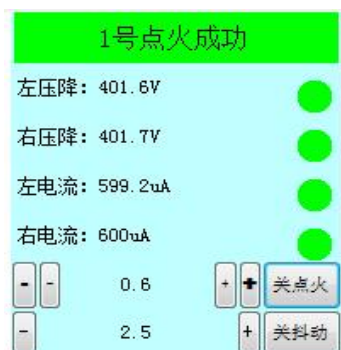 1号点火成功
左压降: 401.6V
右压降: 401.7V
左电流: 599.2uA
右电流: 600uA
- - 0.6 + + 关点火
- 2.5 + 关抖动